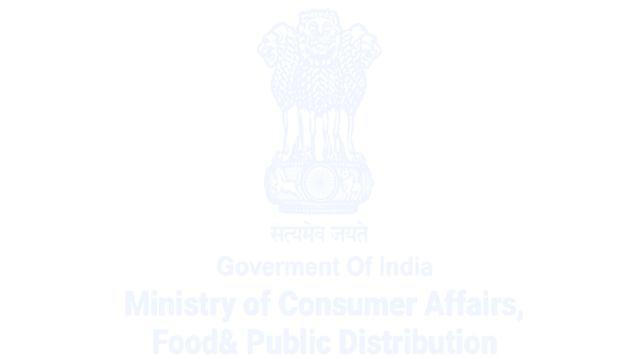 सत्यमेव जयते
Goverment Of India
Ministry of Consumer Affairs,
Food& Public Distribution